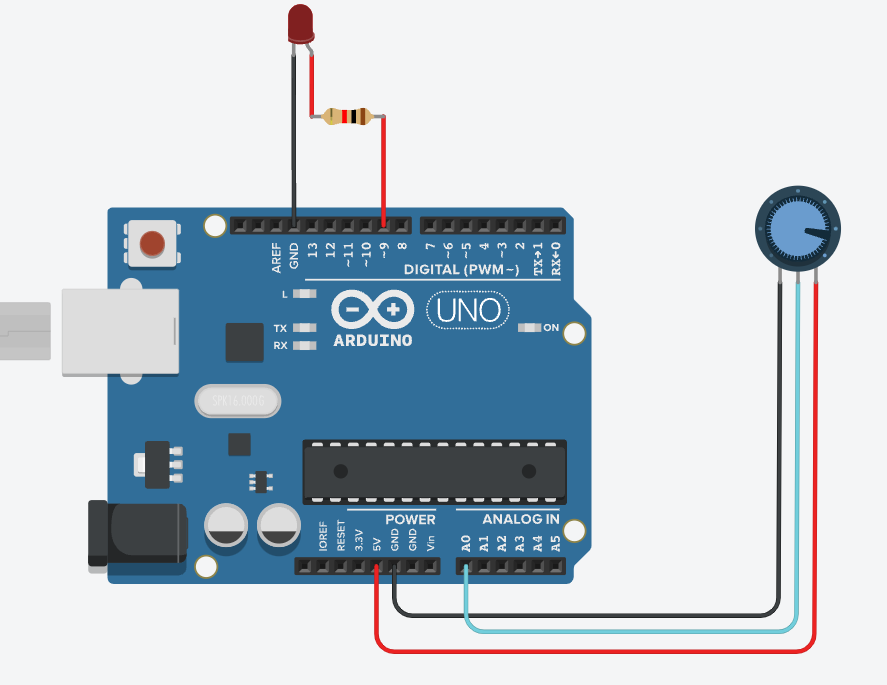 AREF
GND
13
12
~11
~10
~9
8
7
~6
~5
4
~3
2
TX→1
RX←0
DIGITAL (PWM~)
L
TX
RX
UNO
ON
ARDUINO
SPK16.000G
POWER
ANALOG IN
IOREF
RESET
3.3V
5V
GND
GND
Vin
A0
A1
A2
A3
A4
A5